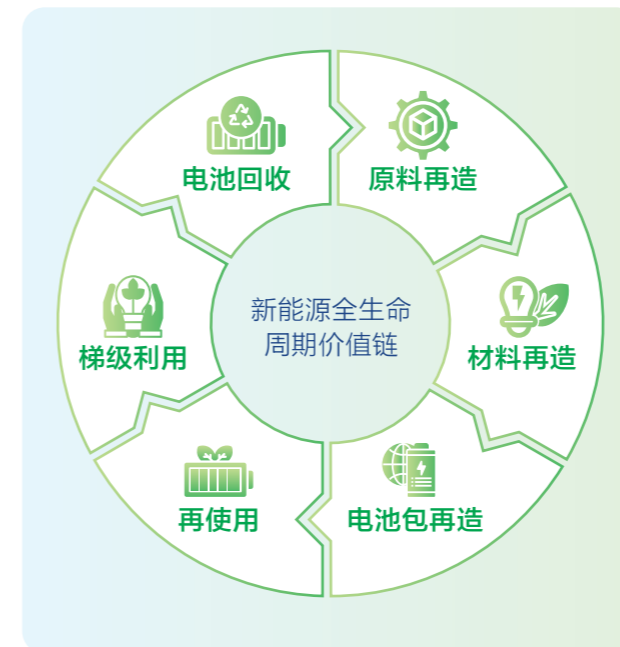 电池回收
原料再造
新能源全生命
周期价值链
梯级利用
材料再造
再使用
电池包再造